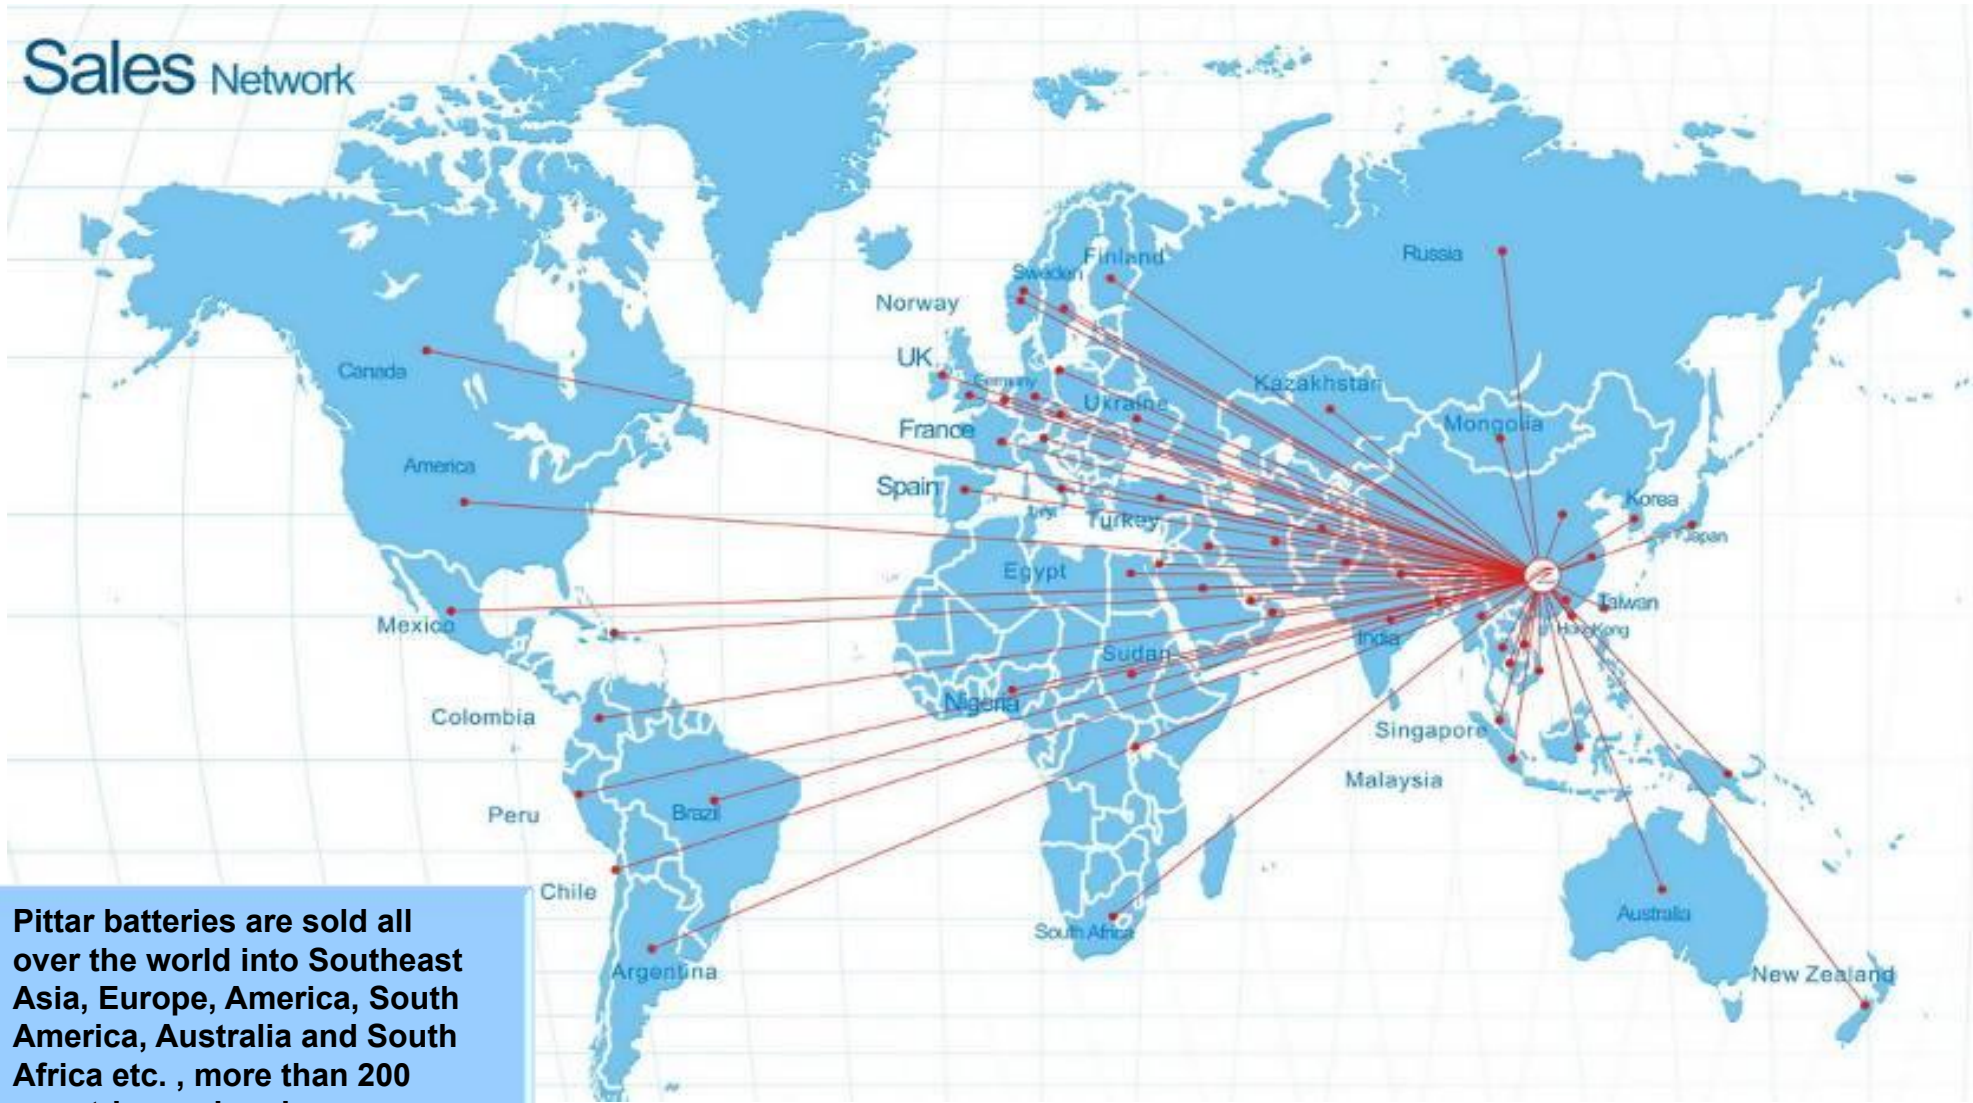 Sales Network
Finland
Sweden
Russia
Norway
UK
Canada
Germany
Kazakhstan
Ukraine
France
Mongolia
America
Spain
Korea
Turkey
Japan
Egypt
Taiwan
Mexico
HongKong
India
Sudan
Nigeria
Colombia
Singapore
Malaysia
Peru
Brazil
Chile
Australia
South Africa
Argentina
New Zealand
Pittar batteries are sold all
over the world into Southeast
Asia, Europe, America, South
America, Australia and South
Africa etc. , more than 200